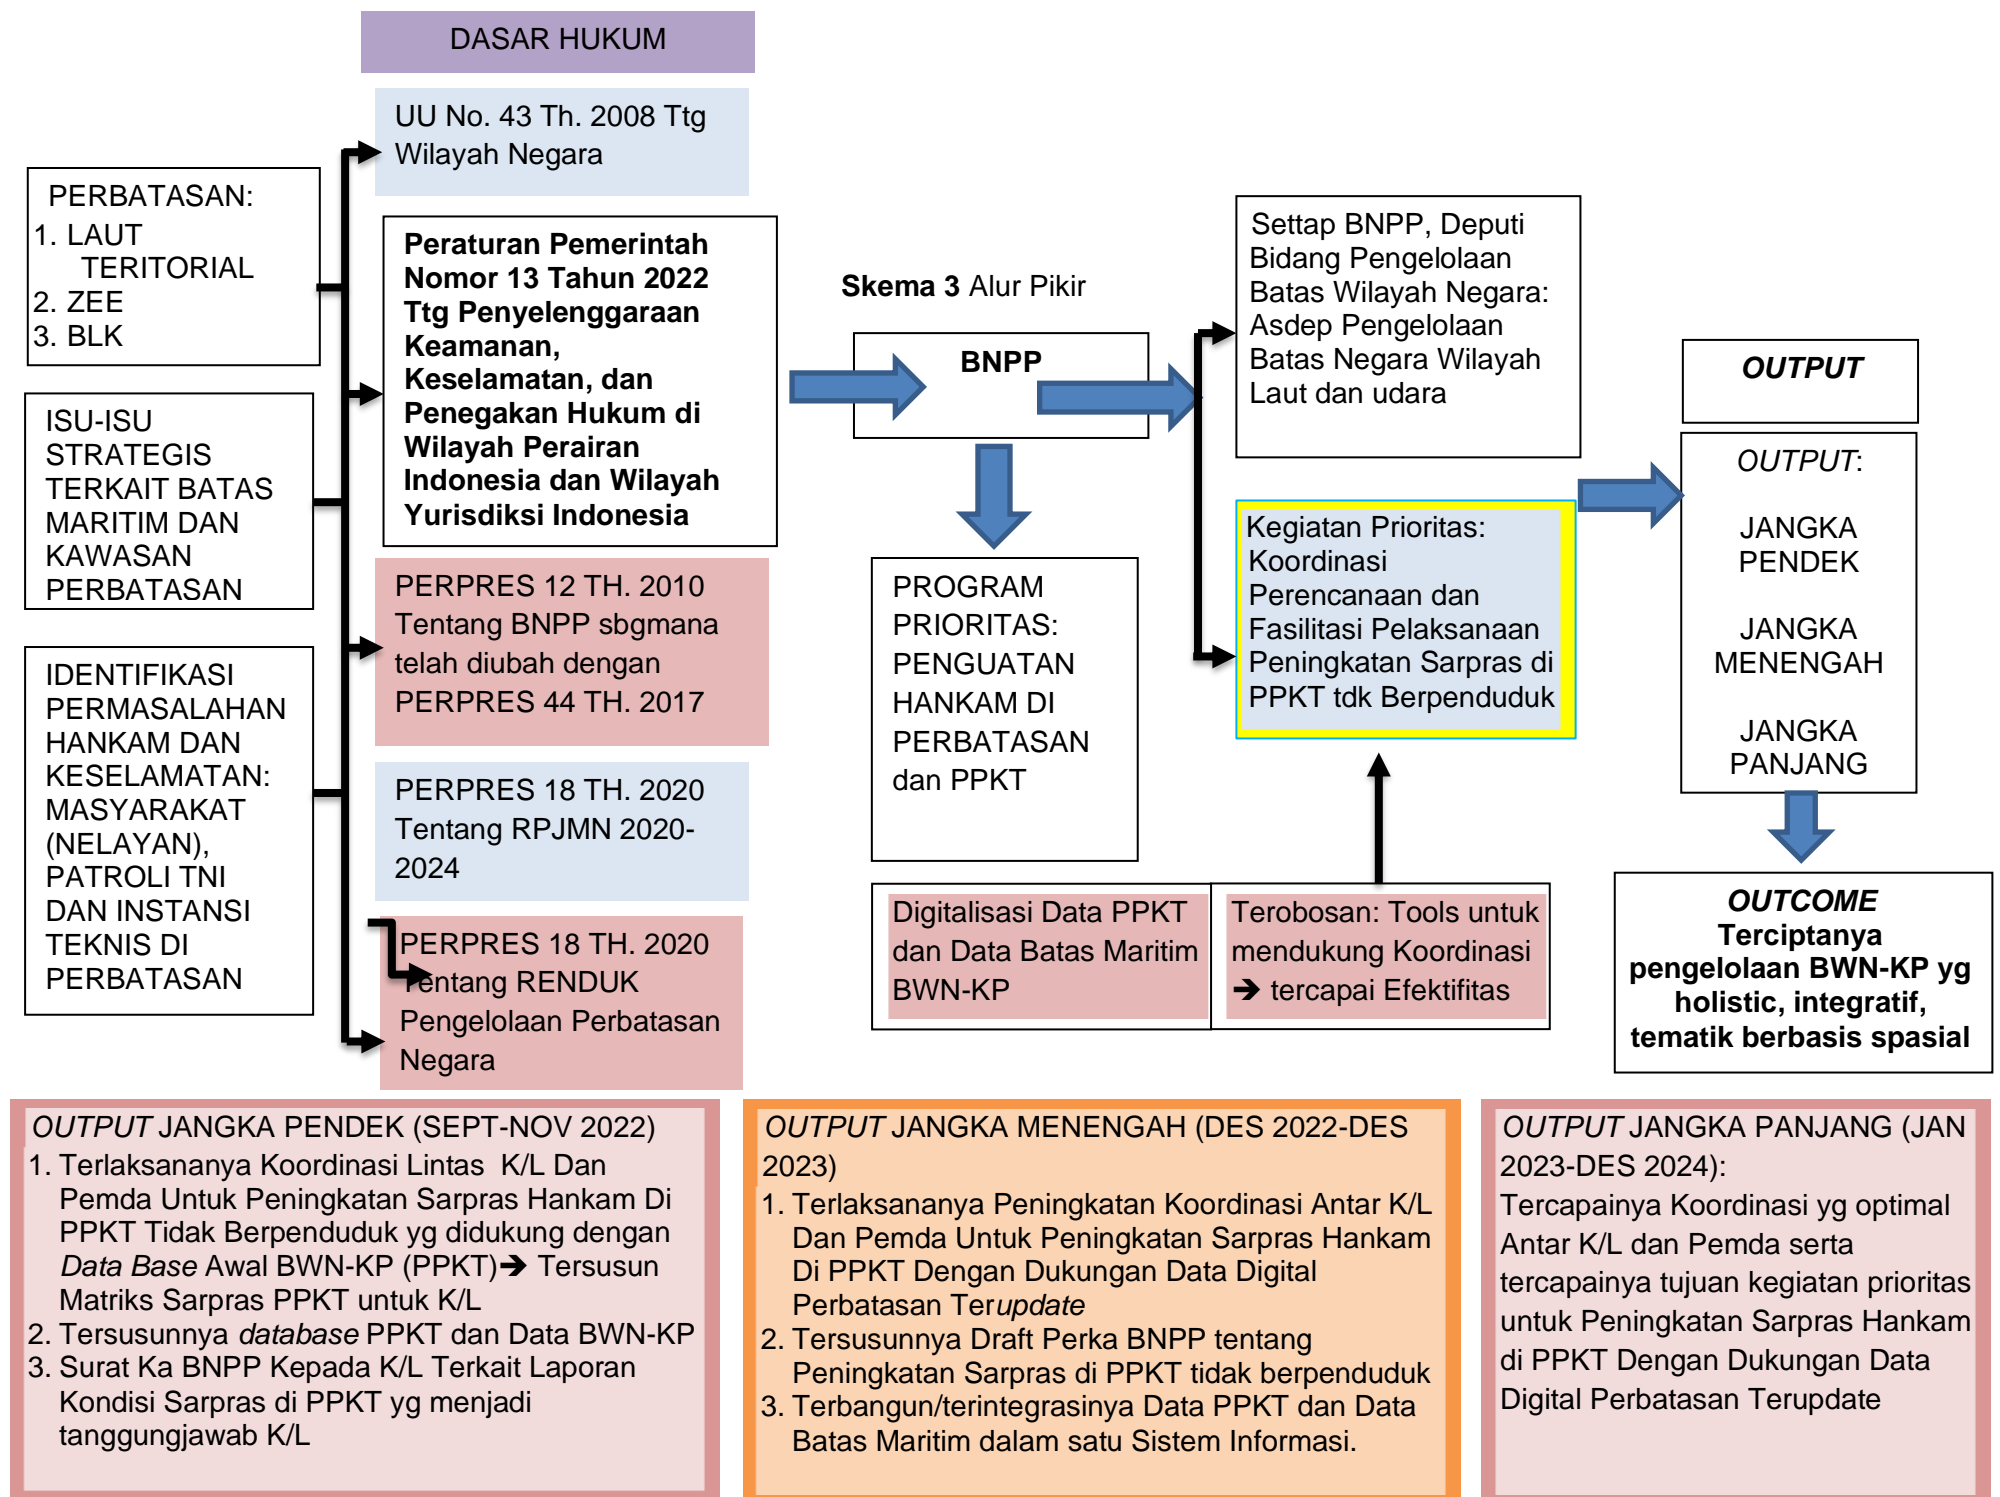 DASAR HUKUM
UU No. 43 Th. 2008 Ttg
Wilayah Negara
PERBATASAN:
1. LAUT
TERITORIAL
2. ZEE
3. BLK
Peraturan Pemerintah
Nomor 13 Tahun 2022
Ttg Penyelenggaraan
Keamanan,
Keselamatan, dan
Penegakan Hukum di
Wilayah Perairan
Indonesia dan Wilayah
Yurisdiksi Indonesia
ISU-ISU
STRATEGIS
TERKAIT BATAS
MARITIM DAN
KAWASAN
PERBATASAN
PERPRES 12 TH. 2010
Tentang BNPP sbgmana
telah diubah dengan
PERPRES 44 TH. 2017
IDENTIFIKASI
PERMASALAHAN
HANKAM DAN
KESELAMATAN:
MASYARAKAT
(NELAYAN),
PATROLI TNI
DAN INSTANSI
TEKNIS DI
PERBATASAN
PERPRES 18 TH. 2020
Tentang RPJMN 2020-
2024
PERPRES 18 TH. 2020
Tentang RENDUK
Pengelolaan Perbatasan
Negara
Skema 3 Alur Pikir
BNPP
PROGRAM
PRIORITAS:
PENGUATAN
HANKAM DI
PERBATASAN
dan PPKT
Settap BNPP, Deputi
Bidang Pengelolaan
Batas Wilayah Negara:
Asdep Pengelolaan
Batas Negara Wilayah
Laut dan udara
Kegiatan Prioritas:
Koordinasi
Perencanaan dan
Fasilitasi Pelaksanaan
Peningkatan Sarpras di
PPKT tdk Berpenduduk
Digitalisasi Data PPKT
dan Data Batas Maritim
BWN-KP
Terobosan: Tools untuk
mendukung Koordinasi
➔ tercapai Efektifitas
OUTPUT
OUTPUT:
JANGKA
PENDEK
JANGKA
MENENGAH
JANGKA
PANJANG
OUTCOME
Terciptanya
pengelolaan BWN-KP yg
holistic, integratif,
tematik berbasis spasial
OUTPUT JANGKA PENDEK (SEPT-NOV 2022)
1. Terlaksananya Koordinasi Lintas K/L Dan
Pemda Untuk Peningkatan Sarpras Hankam Di
PPKT Tidak Berpenduduk yg didukung dengan
Data Base Awal BWN-KP (PPKT)➔ Tersusun
Matriks Sarpras PPKT untuk K/L
2. Tersusunnya database PPKT dan Data BWN-KP
3. Surat Ka BNPP Kepada K/L Terkait Laporan
Kondisi Sarpras di PPKT yg menjadi
tanggungjawab K/L
OUTPUT JANGKA MENENGAH (DES 2022-DES
2023)
1. Terlaksananya Peningkatan Koordinasi Antar K/L
Dan Pemda Untuk Peningkatan Sarpras Hankam
Di PPKT Dengan Dukungan Data Digital
Perbatasan Terupdate
2. Tersusunnya Draft Perka BNPP tentang
Peningkatan Sarpras di PPKT tidak berpenduduk
3. Terbangun/terintegrasinya Data PPKT dan Data
Batas Maritim dalam satu Sistem Informasi.
OUTPUT JANGKA PANJANG (JAN
2023-DES 2024):
Tercapainya Koordinasi yg optimal
Antar K/L dan Pemda serta
tercapainya tujuan kegiatan prioritas
untuk Peningkatan Sarpras Hankam
di PPKT Dengan Dukungan Data
Digital Perbatasan Terupdate